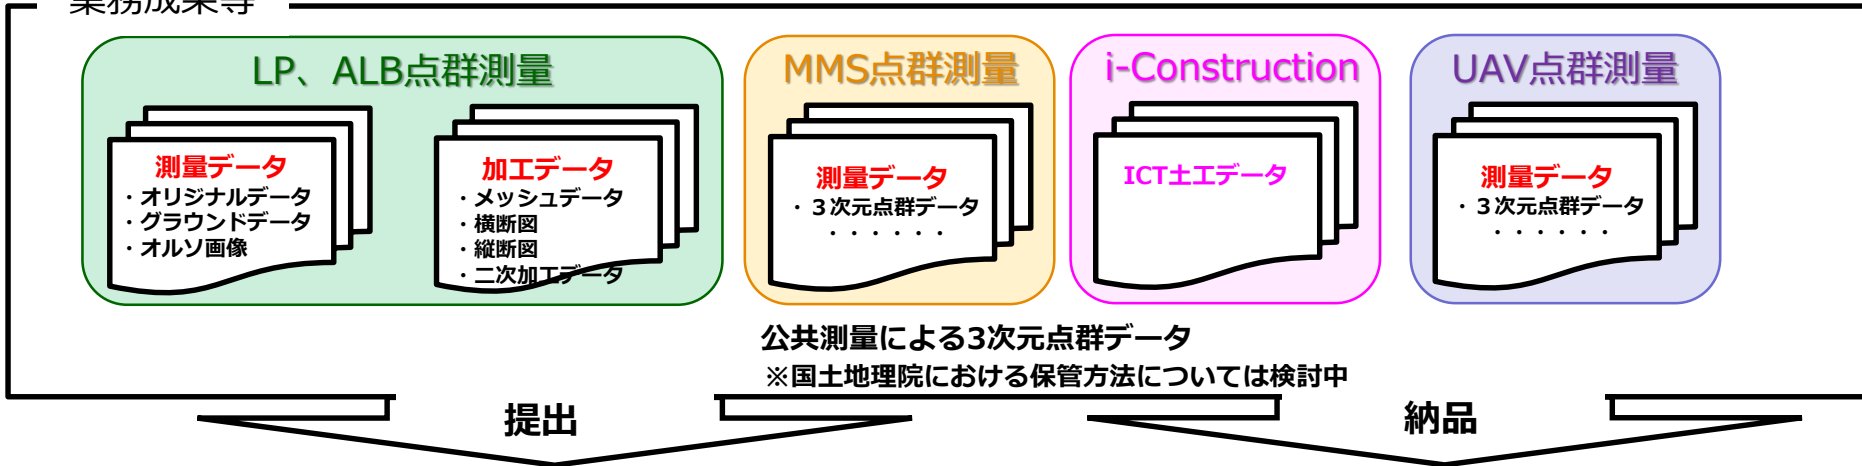 業務成果等
LP、ALB点群測量
測量データ
・オリジナルデータ
・グラウンドデータ
・オルソ画像
加工データ
・メッシュデータ
・横断図
・縦断図
・二次加工データ
MMS点群測量
測量データ
・３次元点群データ
・・・・・・
i-Construction
ICT土工データ
UAV点群測量
測量データ
・３次元点群データ
・・・・・・
公共測量による3次元点群データ
※国土地理院における保管方法については検討中
提出
納品